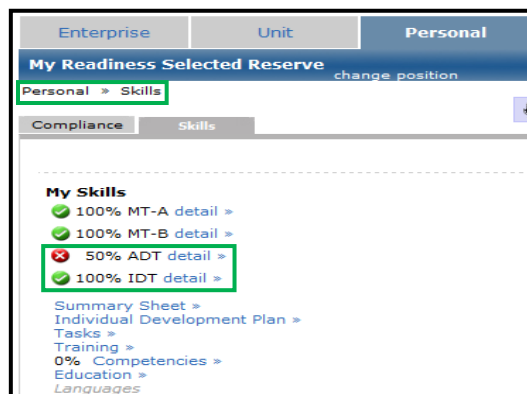 Enterprise Unit Personal
My Readiness Selected Reserve
change position
Personal » Skills
Compliance Skills
My Skills
100% MT-A detail »
100% MT-B detail »
50% ADT detail »
100% IDT detail »
Summary Sheet »
Individual Development Plan »
Tasks »
Training »
0% Competencies »
Education »
Languages